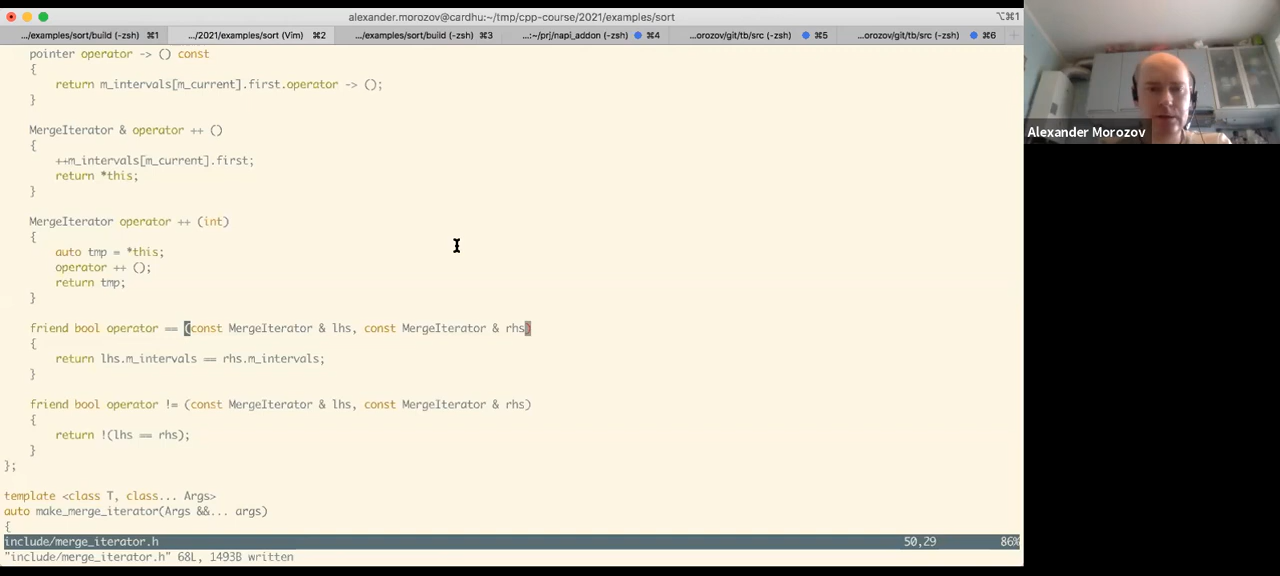 alexander.morozov@cardhu:~/tmp/cpp-course/2021/examples/sort
⌥⌘1
.../examples/sort/build (-zsh) ⌘1 .../2021/examples/sort (Vim) ⌘2 .../examples/sort/build (-zsh) ⌘3 ...:~/prj/napi_addon (-zsh) ⌘4 ...orozov/git/tb/src (-zsh) ⌘5 ...orozov/git/tb/src (-zsh) ⌘6
pointer operator -> () const
{
return m_intervals[m_current].first.operator -> ();
}
MergeIterator & operator ++ ()
{
++m_intervals[m_current].first;
return *this;
}
MergeIterator operator ++ (int)
{
auto tmp = *this;
operator ++ ();
return tmp;
}
friend bool operator == (const MergeIterator & lhs, const MergeIterator & rhs)
{
return lhs.m_intervals == rhs.m_intervals;
}
friend bool operator != (const MergeIterator & lhs, const MergeIterator & rhs)
{
return !(lhs == rhs);
}
};
template <class T, class... Args>
auto make_merge_iterator(Args &&... args)
{
include/merge_iterator.h 50,29 86%
"include/merge_iterator.h" 68L, 1493B written
Alexander Morozov